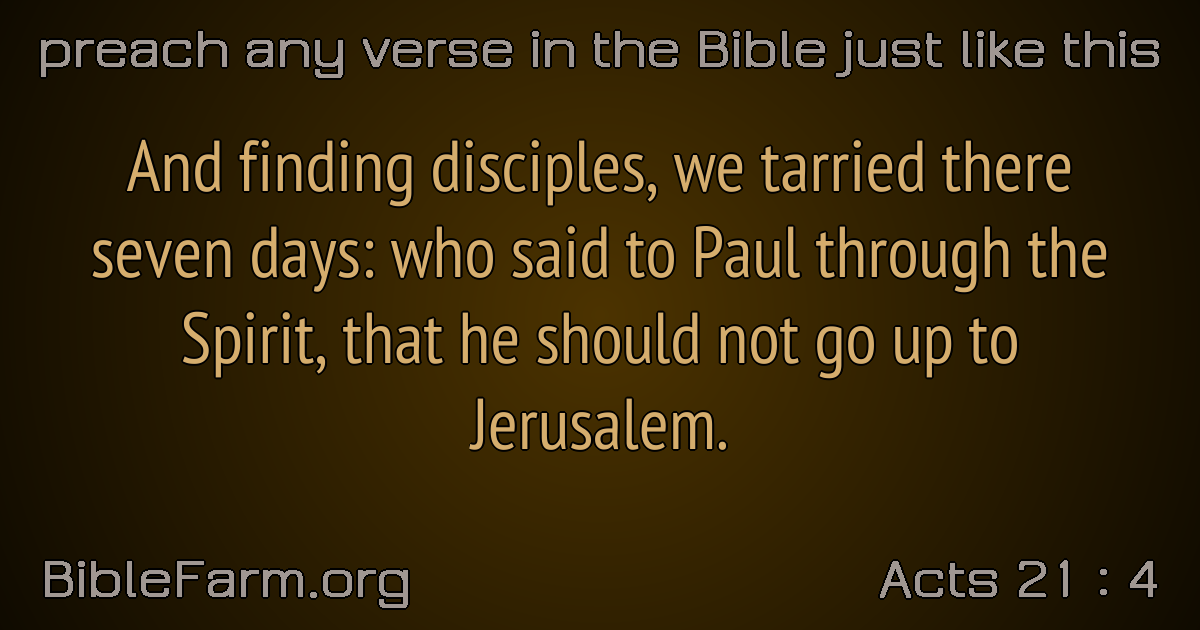 preach any verse in the Bible just like this
And finding disciples, we tarried there
seven days: who said to Paul through the
Spirit, that he should not go up to
Jerusalem.
BibleFarm.org
Acts 21 : 4